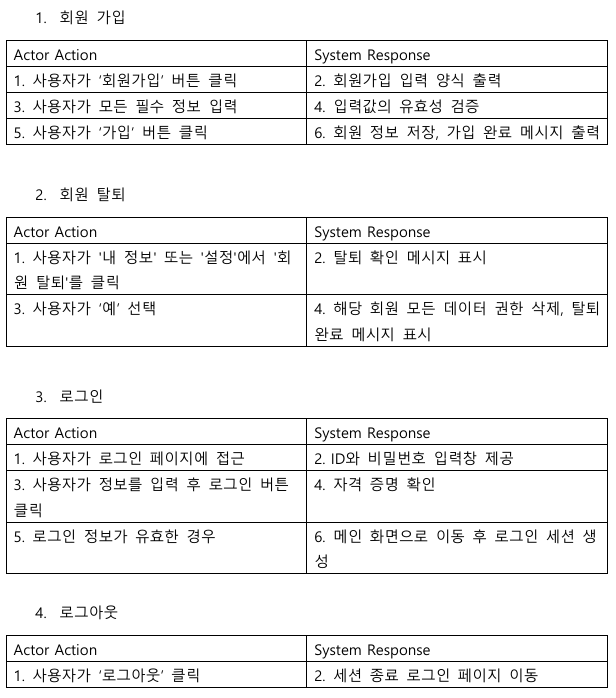 1. 회원 가입
Actor Action System Response
1. 사용자가 ‘회원가입’ 버튼 클릭 2. 회원가입 입력 양식 출력
3. 사용자가 모든 필수 정보 입력 4. 입력값의 유효성 검증
5. 사용자가 ‘가입’ 버튼 클릭 6. 회원 정보 저장, 가입 완료 메시지 출력
2. 회원 탈퇴
Actor Action System Response
1. 사용자가 '내 정보' 또는 '설정'에서 '회
원 탈퇴'를 클릭
2. 탈퇴 확인 메시지 표시
3. 사용자가 ‘예’ 선택
4. 해당 회원 모든 데이터 권한 삭제, 탈퇴
완료 메시지 표시
3. 로그인
Actor Action System Response
1. 사용자가 로그인 페이지에 접근 2. ID와 비밀번호 입력창 제공
3. 사용자가 정보를 입력 후 로그인 버튼
클릭
4. 자격 증명 확인
5. 로그인 정보가 유효한 경우
6. 메인 화면으로 이동 후 로그인 세션 생
성
4. 로그아웃
Actor Action System Response
1. 사용자가 ‘로그아웃’ 클릭 2. 세션 종료 로그인 페이지 이동